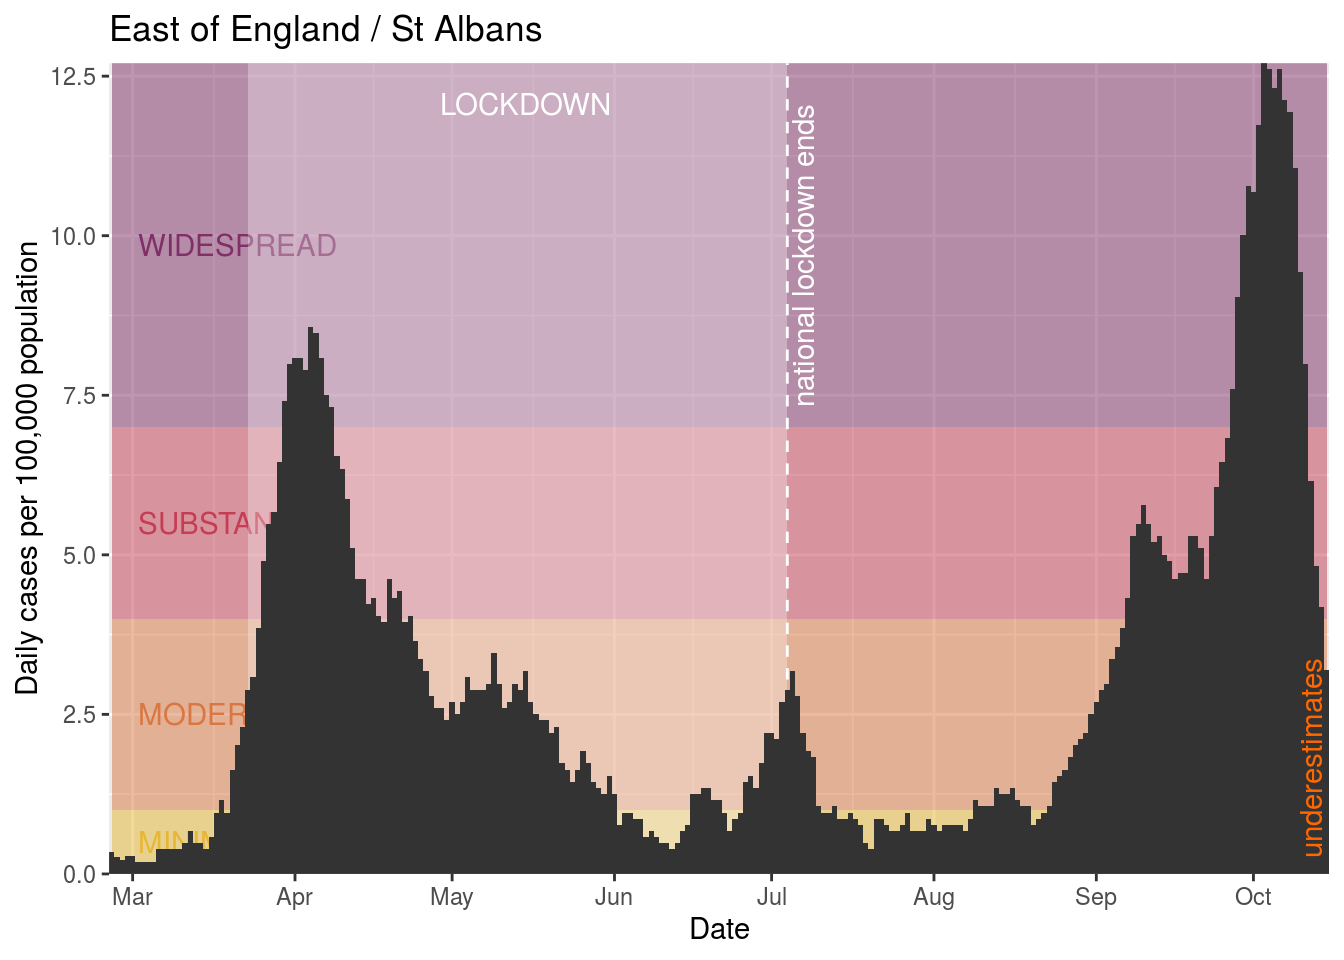 East of England / St Albans
12.5
10.0
7.5
5.0
2.5
0.0
Daily cases per 100,000 population
LOCKDOWN
national lockdown ends
WIDESPREAD
SUBSTAN
MODER
MINIM
underestimates
Mar Apr May Jun Jul Aug Sep Oct
Date